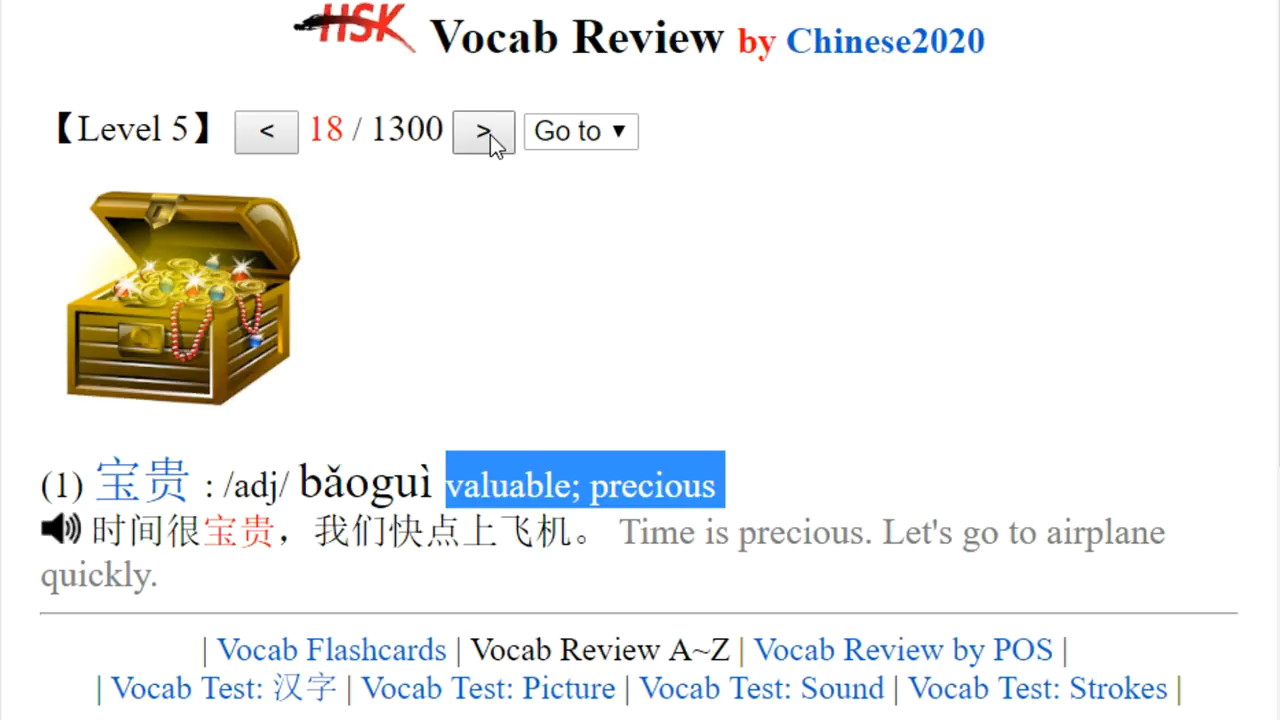 HSK Vocab Review by Chinese2020
【Level 5】 < 18 / 1300 > Go to ▼
(1) 宝贵 : /adj/ bǎoguì valuable; precious
时间很宝贵，我们快点上飞机。 Time is precious. Let's go to airplane
quickly.
| Vocab Flashcards | Vocab Review A~Z | Vocab Review by POS |
| Vocab Test: 汉字 | Vocab Test: Picture | Vocab Test: Sound | Vocab Test: Strokes |